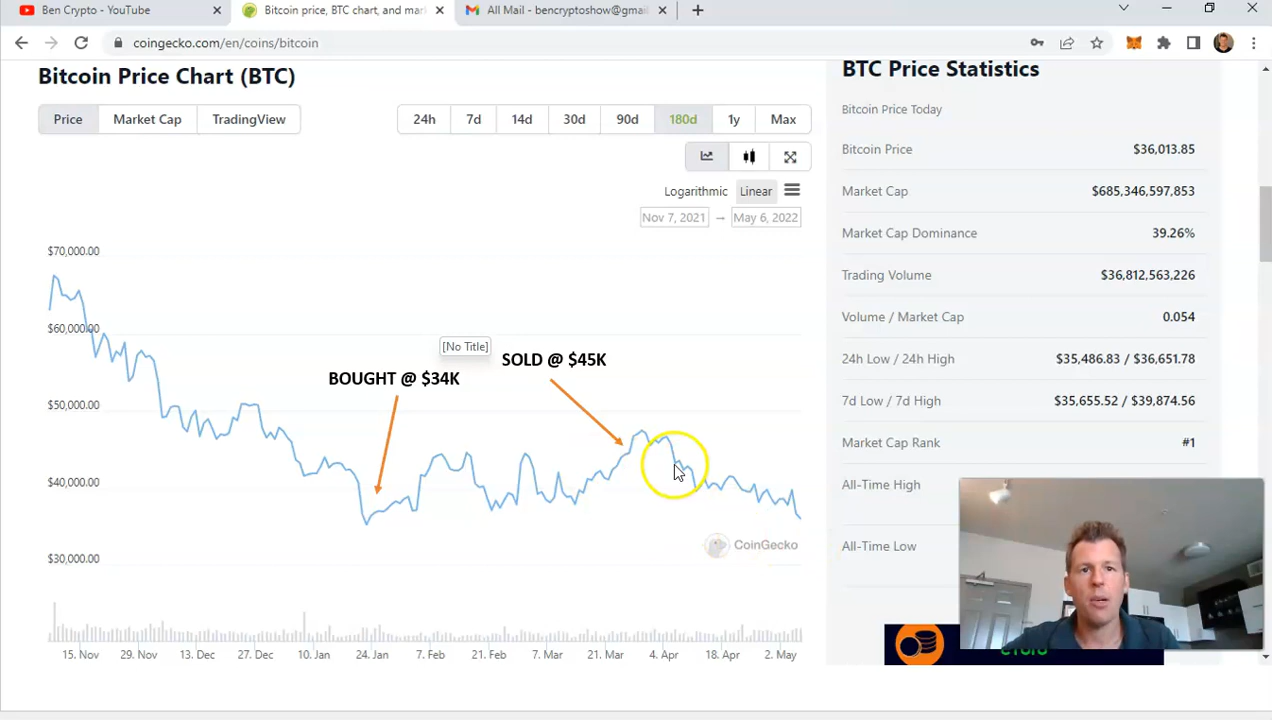 Ben Crypto - YouTube
Bitcoin price, BTC chart, and mar
All Mail - bencryptoshow@gmail
coingecko.com/en/coins/bitcoin
Bitcoin Price Chart (BTC)
Price Market Cap TradingView
24h 7d 14d 30d 90d 180d 1y Max
Logarithmic Linear
Nov 7, 2021 → May 6, 2022
$70,000.00
$60,000.00
$50,000.00
$40,000.00
$30,000.00
[No Title]
BOUGHT @ $34K
SOLD @ $45K
CoinGecko
15. Nov 29. Nov 13. Dec 27. Dec 10. Jan 24. Jan 7. Feb 21. Feb 7. Mar 21. Mar 4. Apr 18. Apr 2. May
BTC Price Statistics
Bitcoin Price Today
Bitcoin Price $36,013.85
Market Cap $685,346,597,853
Market Cap Dominance 39.26%
Trading Volume $36,812,563,226
Volume / Market Cap 0.054
24h Low / 24h High $35,486.83 / $36,651.78
7d Low / 7d High $35,655.52 / $39,874.56
Market Cap Rank #1
All-Time High
All-Time Low